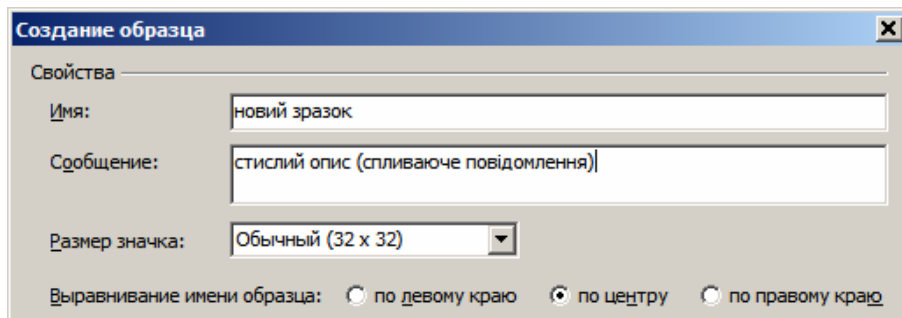 Создание образца
Свойства
Имя: новий зразок
Сообщение: стислий опис (спливаюче повідомлення)
Размер значка: Обычный (32 x 32)
Выравнивание имени образца: по левому краю по центру по правому краю